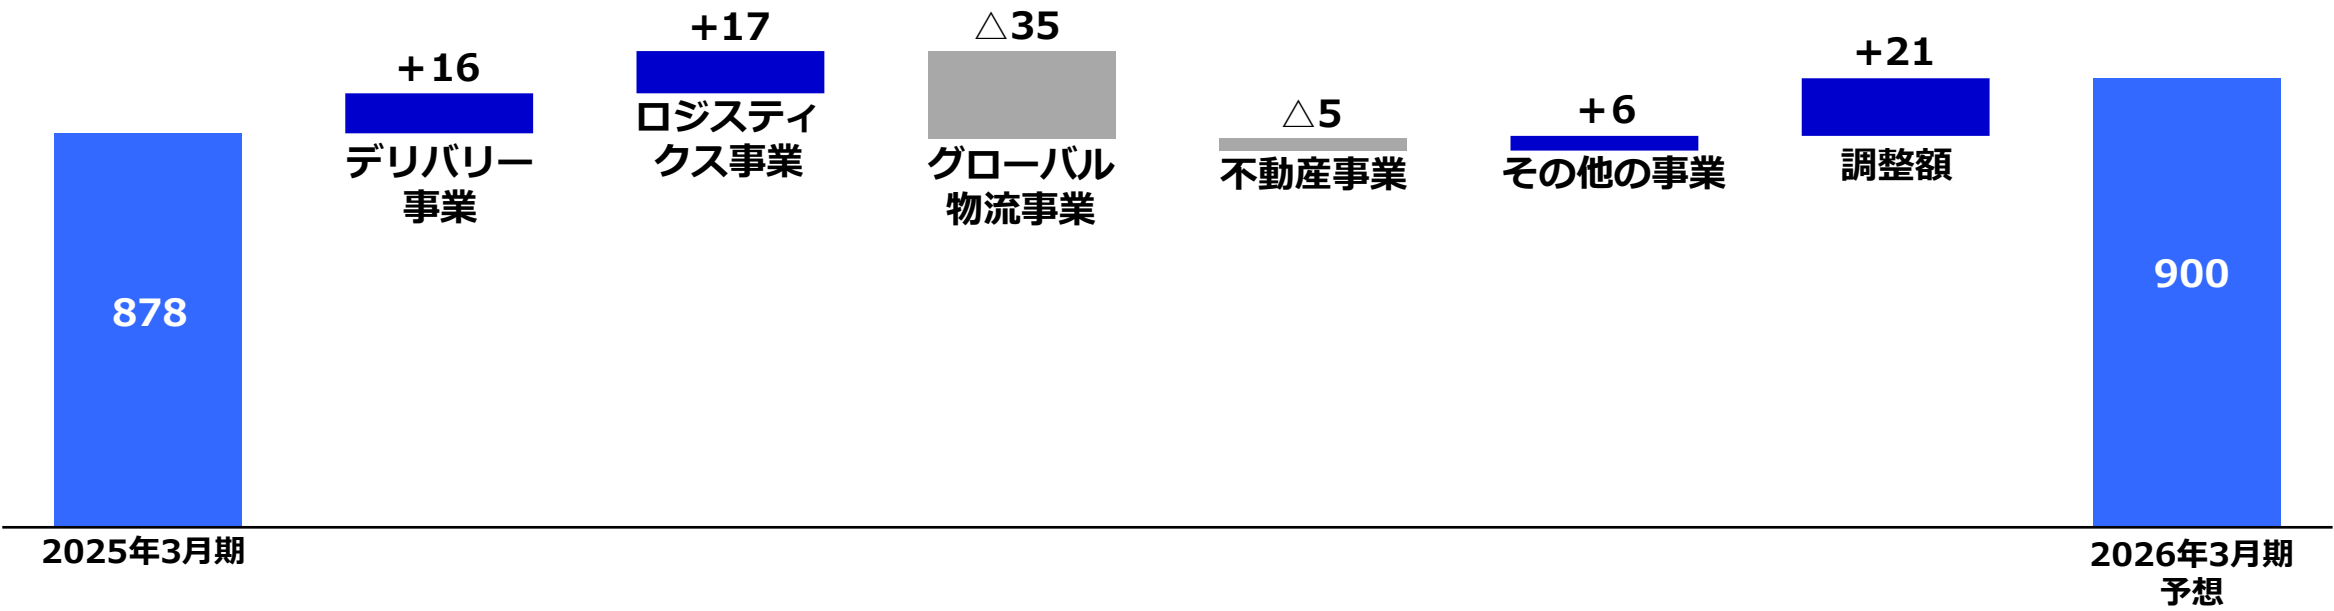 878
2025年3月期
＋16
デリバリー
事業
+17
ロジスティ
クス事業
△35
グローバル
物流事業
△5
不動産事業
＋6
その他の事業
+21
調整額
900
2026年3月期
予想